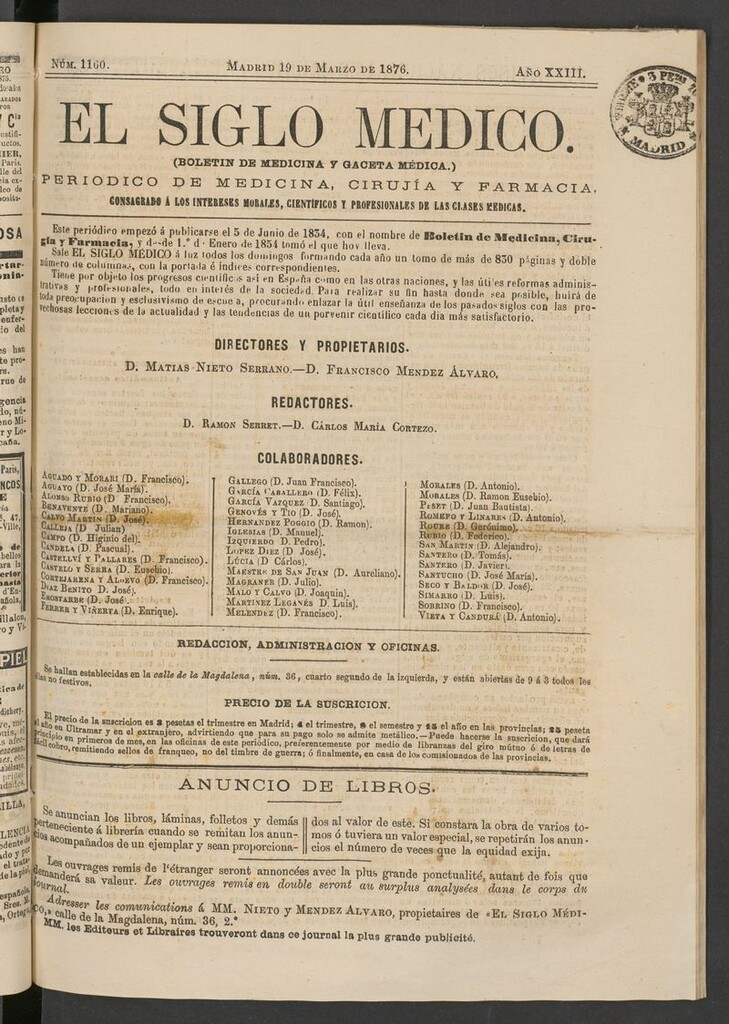 NÚM. 1160.
MADRID 19 DE MARZO DE 1876.
AÑO XXIII.
3 PE
MADRID
EL SIGLO MEDICO.
(BOLETIN DE MEDICINA Y GACETA MÉDICA.)
PERIODICO DE MEDICINA, CIRUJÍA Y FARMACIA,
CONSAGRADO Á LOS INTERESES MORALES, CIENTÍFICOS Y PROFESIONALES DE LAS CLASES MEDICAS.
Este periódico empezó á publicarse el 5 de Junio de 1834, con el nombre de Boletin de Medicina, Ciru-
gía y Farmacia, y d--de 1.º d Enero de 1854 tomó el que hoy lleva.
Sale EL SIGLO MÉDICO á luz todos los domingos formando cada año un tomo de más de 830 páginas y doble
número de columnas, con la portada é índices correspondientes.
Tiene por objeto los progresos científicos así en España como en las otras naciones, y las útiles reformas adminis-
trativas y profesionales, todo en interés de la sociedad. Para realizar su fin hasta donde sea posible, huirá de
toda preocupacion y esclusivismo de escuela, procurando enlazar la útil enseñanza de los pasados siglos con las pro-
vechosas lecciones de la actualidad y las tendencias de un porvenir científico cada dia más satisfactorio.
DIRECTORES Y PROPIETARIOS.
D. MATIAS NIETO SERRANO.—D. FRANCISCO MENDEZ ÁLVARO.
REDACTORES.
D. RAMON SERRET.—D. CÁRLOS MARÍA CORTEZO.
COLABORADORES.
AGUADO Y MORARI (D. Francisco).
AGUAYO (D. José María).
ALONSO RUBIO (D Francisco).
BENAVENTE (D. Mariano).
CALVO MARTIN (D. José).
CALLEJA (D Julian)
CAMPO (D. Higinio del).
CANDELA (D. Pascual).
CASTELLVÍ Y PALLARES (D. Francisco).
CASTELO Y SERRA (D. Eusebio).
CORTEJARENA Y ALDEVO (D. Francisco).
DIAZ BENITO (D. José).
EROSTARBE (D. José).
FERRER Y VIÑERTA (D. Enrique).
GALLEGO (D. Juan Francisco).
GARCÍA CABALLERO (D. Félix).
GARCÍA VAZQUEZ (D. Santiago).
GENOVÉS Y TIO (D. José).
HERNANDEZ POGGIO (D. Ramon).
IGLESIAS (D. Manuel).
IZQUIERDO (D. Pedro).
LOPEZ DIEZ (D José).
LÚCIA (D Cárlos).
MAESTRE DE SAN JUAN (D. Aureliano).
MAGRANER (D. Julio).
MALO Y CALVO (D. Joaquin).
MARTINEZ LEGANÉS (D. Luis).
MELENDEZ (D. Francisco).
MORALES (D. Antonio).
MORALES (D. Ramon Eusebio).
PESET (D. Juan Bautista).
ROMERO Y LINARES (D. Antonio).
ROURE (D. Gerónimo).
RUBIO (D. Federico).
SAN MARTIN (D. Alejandro).
SANTERO (D. Tomás).
SANTERO (D. Javier).
SANTUCHO (D. José María).
SECO Y BALDOR (D. José).
SIMARRO (D. Luis).
SOBRINO (D. Francisco).
VIETA Y CANDURÁ (D. Antonio).
REDACCION, ADMINISTRACION Y OFICINAS.
Se hallan establecidas en la calle de la Magdalena, núm. 36, cuarto segundo de la izquierda, y están abiertas de 9 á 3 todos los
dias no festivos.
PRECIO DE LA SUSCRICION.
El precio de la suscricion es 3 pesetas el trimestre en Madrid; 4 el trimestre, 8 el semestre y 15 el año en las provincias; 25 pesetas
el año en Ultramar y en el extranjero, advirtiendo que para su pago solo se admite metálico.—Puede hacerse la suscricion, que dará
principio en primeros de mes, en las oficinas de este periódico, preferentemente por medio de libranzas del giro mútuo ó de letras de
fácil cobro, remitiendo sellos de franqueo, no del timbre de guerra; ó finalmente, en casa de los comisionados de las provincias.
ANUNCIO DE LIBROS.
Se anuncian los libros, láminas, folletos y demás
perteneciente á librería cuando se remitan los anun-
cios acompañados de un ejemplar y sean proporciona-
dos al valor de este. Si constara la obra de varios to-
mos ó tuviera un valor especial, se repetirán los anun-
cios el número de veces que la equidad exija.
Les ouvrages remis de l'étranger seront annoncées avec la plus grande ponctualité, autant de fois que
demanderá sa valeur. Les ouvrages remis en double seront au surplus analysées dans le corps du
journal.
Adresser les comunications á MM. NIETO y MENDEZ ALVARO, propietaires de «EL SIGLO MÉDI-
CO,» calle de la Magdalena, núm. 36, 2.º
MM. les Editeurs et Libraires trouveront dans ce journal la plus grande publicité.